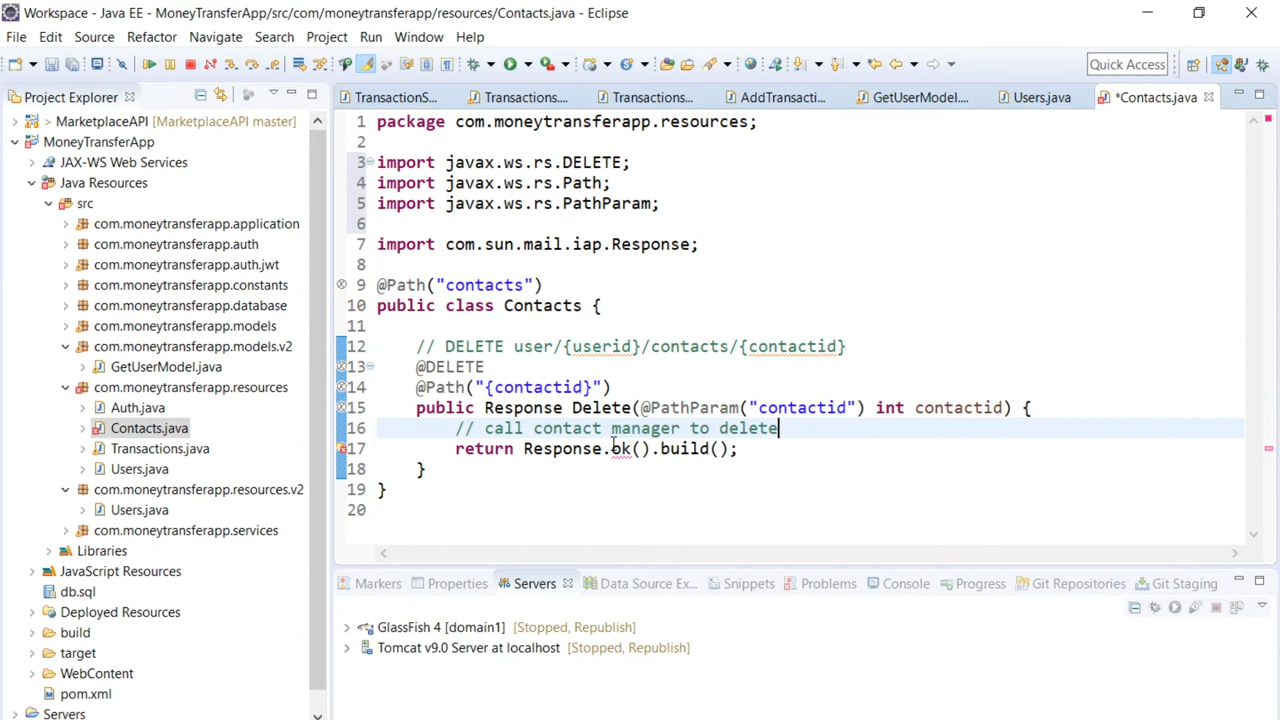 Workspace - Java EE - MoneyTransferApp/src/com/moneytransferapp/resources/Contacts.java - Eclipse
File Edit Source Refactor Navigate Search Project Run Window Help
Quick Access
Project Explorer
TransactionS... Transactions.... Transactions.... AddTransacti... GetUserModel.... Users.java *Contacts.java
> MarketplaceAPI [MarketplaceAPI master]
MoneyTransferApp
JAX-WS Web Services
Java Resources
src
com.moneytransferapp.application
com.moneytransferapp.auth
com.moneytransferapp.auth.jwt
com.moneytransferapp.constants
com.moneytransferapp.database
com.moneytransferapp.models
com.moneytransferapp.models.v2
GetUserModel.java
com.moneytransferapp.resources
Auth.java
Contacts.java
Transactions.java
Users.java
com.moneytransferapp.resources.v2
Users.java
com.moneytransferapp.services
Libraries
JavaScript Resources
db.sql
Deployed Resources
build
target
WebContent
pom.xml
Servers
1 package com.moneytransferapp.resources;
2
3 import javax.ws.rs.DELETE;
4 import javax.ws.rs.Path;
5 import javax.ws.rs.PathParam;
6
7 import com.sun.mail.iap.Response;
8
9 @Path("contacts")
10 public class Contacts {
11
12 // DELETE user/{userid}/contacts/{contactid}
13 @DELETE
14 @Path("{contactid}")
15 public Response Delete(@PathParam("contactid") int contactid) {
16 // call contact manager to delete
17 return Response.ok().build();
18 }
19 }
20
Markers Properties Servers Data Source Ex... Snippets Problems Console Progress Git Repositories Git Staging
GlassFish 4 [domain1] [Stopped, Republish]
Tomcat v9.0 Server at localhost [Stopped, Republish]